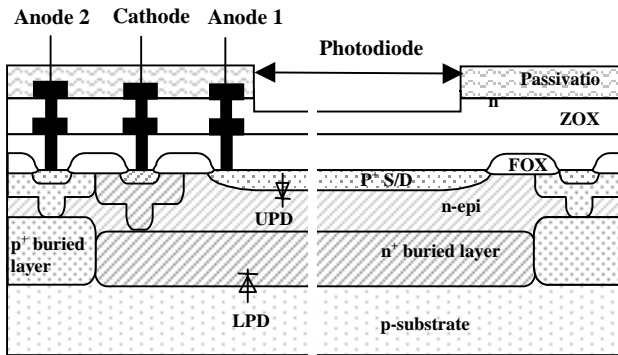 Anode 2 Cathode Anode 1
Photodiode
Passivatio
n
ZOX
FOX
P+ S/D
n-epi
UPD
p+ buried
layer
n+ buried layer
LPD
p-substrate